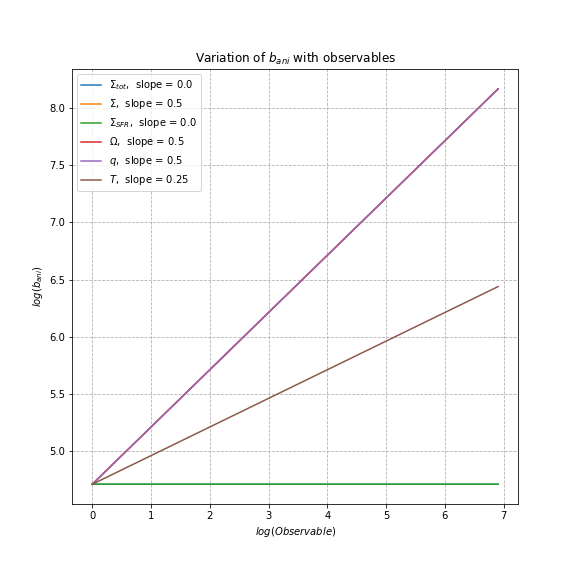 Variation of b_ani with observables
Σ_tot, slope = 0.0
Σ, slope = 0.5
Σ_SFR, slope = 0.0
Ω, slope = 0.5
q, slope = 0.5
T, slope = 0.25
8.0
7.5
7.0
6.5
6.0
5.5
5.0
log(b_ani)
0 1 2 3 4 5 6 7
log(Observable)